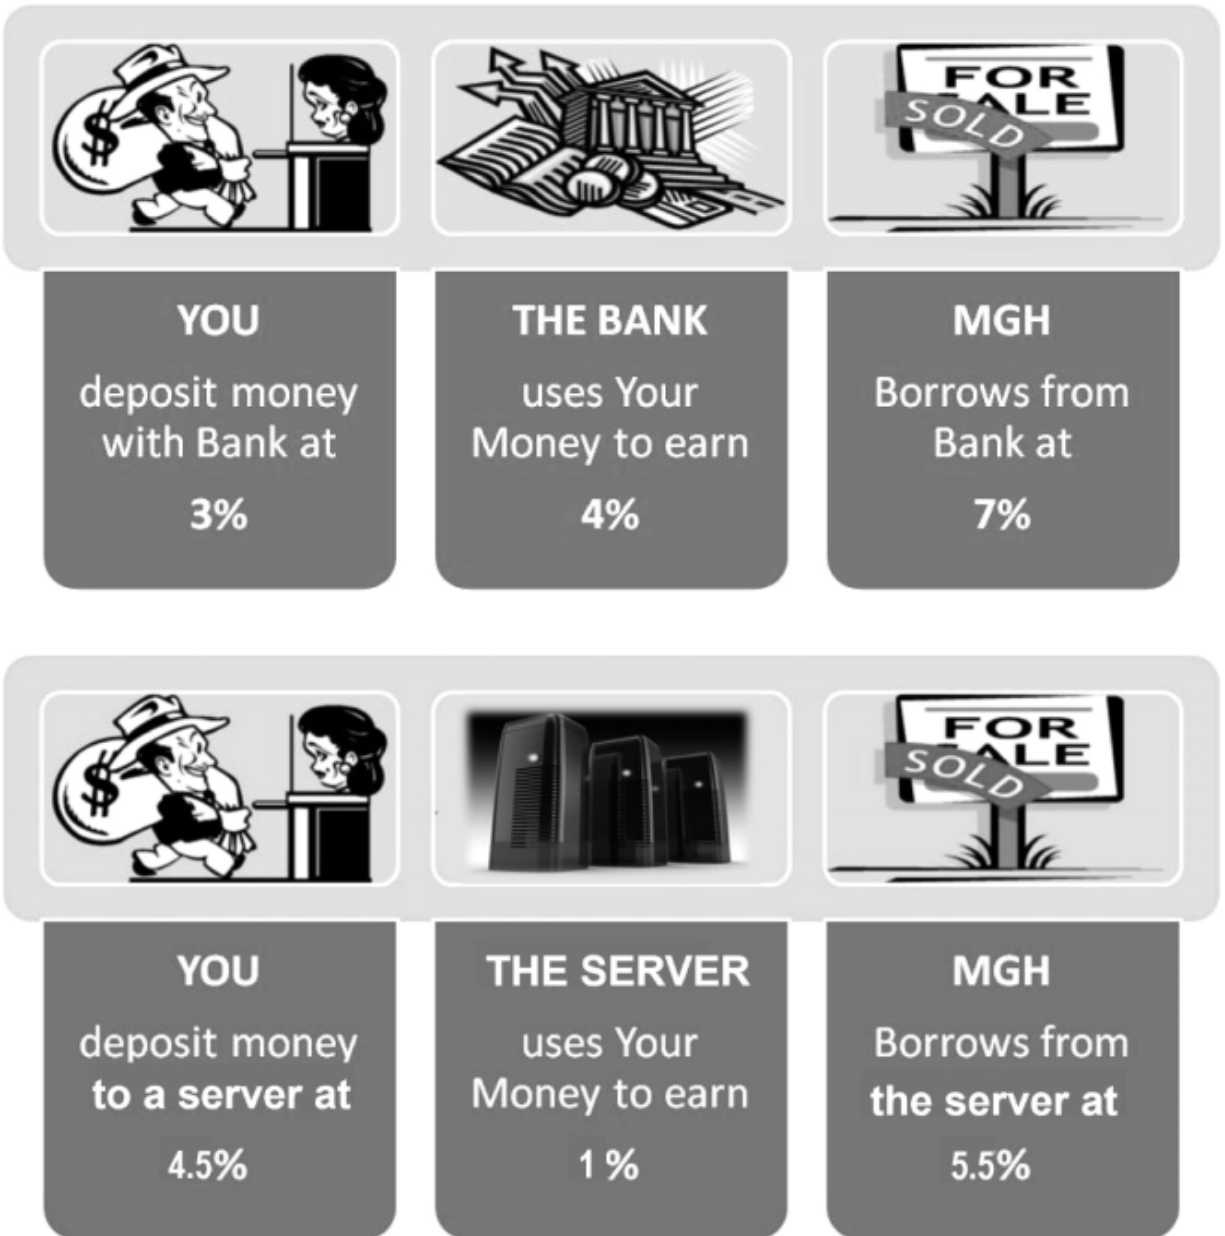 $
FOR
SALE
SOLD
YOU
deposit money
with Bank at
3%
THE BANK
uses Your
Money to earn
4%
MGH
Borrows from
Bank at
7%
$
FOR
SALE
SOLD
YOU
deposit money
to a server at
4.5%
THE SERVER
uses Your
Money to earn
1 %
MGH
Borrows from
the server at
5.5%